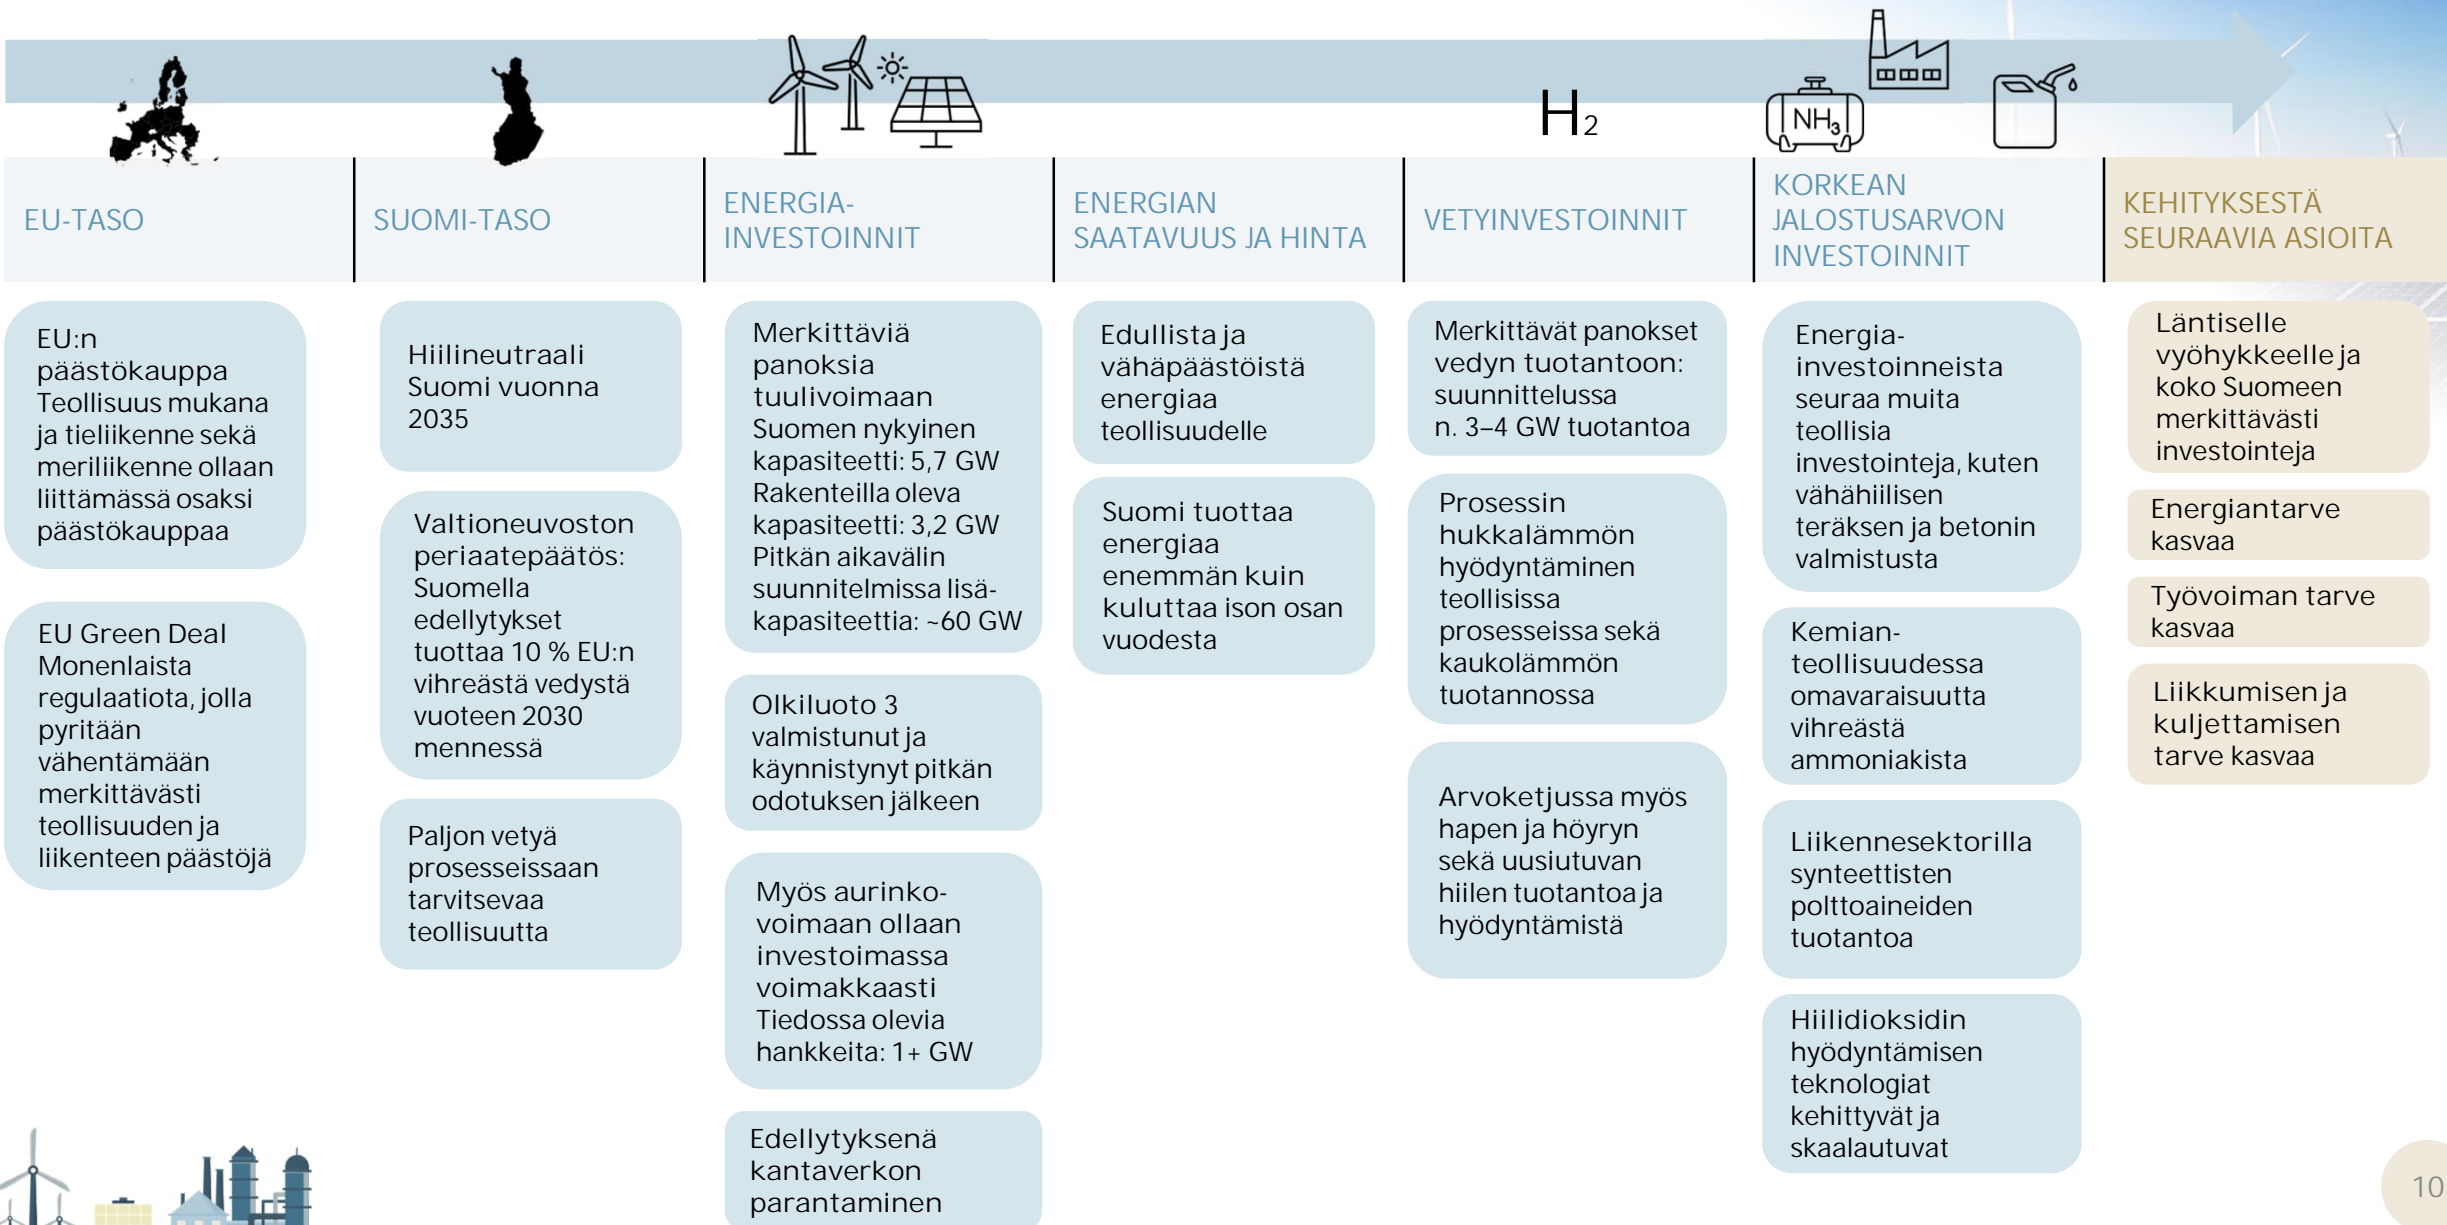 H2
NH3
EU-TASO
SUOMI-TASO
ENERGIA-
INVESTOINNIT
ENERGIAN
SAATAVUUS JA HINTA
VETYINVESTOINNIT
KORKEAN
JALOSTUSARVON
INVESTOINNIT
KEHITYKSESTÄ
SEURAAVIA ASIOITA
EU:n
päästökauppa
Teollisuus mukana
ja tieliikenne sekä
meriliikenne ollaan
liittämässä osaksi
päästökauppaa
EU Green Deal
Monenlaista
regulaatiota, jolla
pyritään
vähentämään
merkittävästi
teollisuuden ja
liikenteen päästöjä
Hiilineutraali
Suomi vuonna
2035
Valtioneuvoston
periaatepäätös:
Suomella
edellytykset
tuottaa 10 % EU:n
vihreästä vedystä
vuoteen 2030
mennessä
Paljon vetyä
prosesseissaan
tarvitsevaa
teollisuutta
Merkittäviä
panoksia
tuulivoimaan
Suomen nykyinen
kapasiteetti: 5,7 GW
Rakenteilla oleva
kapasiteetti: 3,2 GW
Pitkän aikavälin
suunnitelmissa lisä-
kapasiteettia: ~60 GW
Olkiluoto 3
valmistunut ja
käynnistynyt pitkän
odotuksen jälkeen
Myös aurinko-
voimaan ollaan
investoimassa
voimakkaasti
Tiedossa olevia
hankkeita: 1+ GW
Edellytyksenä
kantaverkon
parantaminen
Edullista ja
vähäpäästöistä
energiaa
teollisuudelle
Suomi tuottaa
energiaa
enemmän kuin
kuluttaa ison osan
vuodesta
Merkittävät panokset
vedyn tuotantoon:
suunnittelussa
n. 3–4 GW tuotantoa
Prosessin
hukkalämmön
hyödyntäminen
teollisissa
prosesseissa sekä
kaukolämmön
tuotannossa
Arvoketjussa myös
hapen ja höyryn
sekä uusiutuvan
hiilen tuotantoa ja
hyödyntämistä
Energia-
investoinneista
seuraa muita
teollisia
investointeja, kuten
vähähiilisen
teräksen ja betonin
valmistusta
Kemian-
teollisuudessa
omavaraisuutta
vihreästä
ammoniakista
Liikennesektorilla
synteettisten
polttoaineiden
tuotantoa
Hiilidioksidin
hyödyntämisen
teknologiat
kehittyvät ja
skaalautuvat
Läntiselle
vyöhykkeelle ja
koko Suomeen
merkittävästi
investointeja
Energiantarve
kasvaa
Työvoiman tarve
kasvaa
Liikkumisen ja
kuljettamisen
tarve kasvaa
10